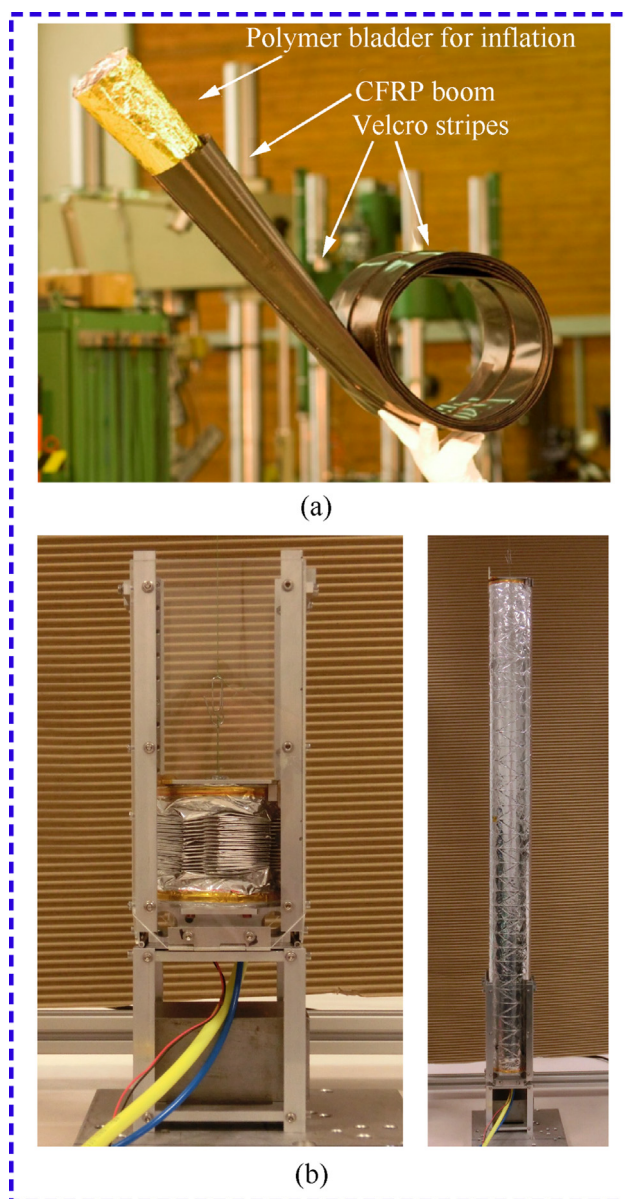 Polymer bladder for inflation
CFRP boom
Velcro stripes
(a)
(b)